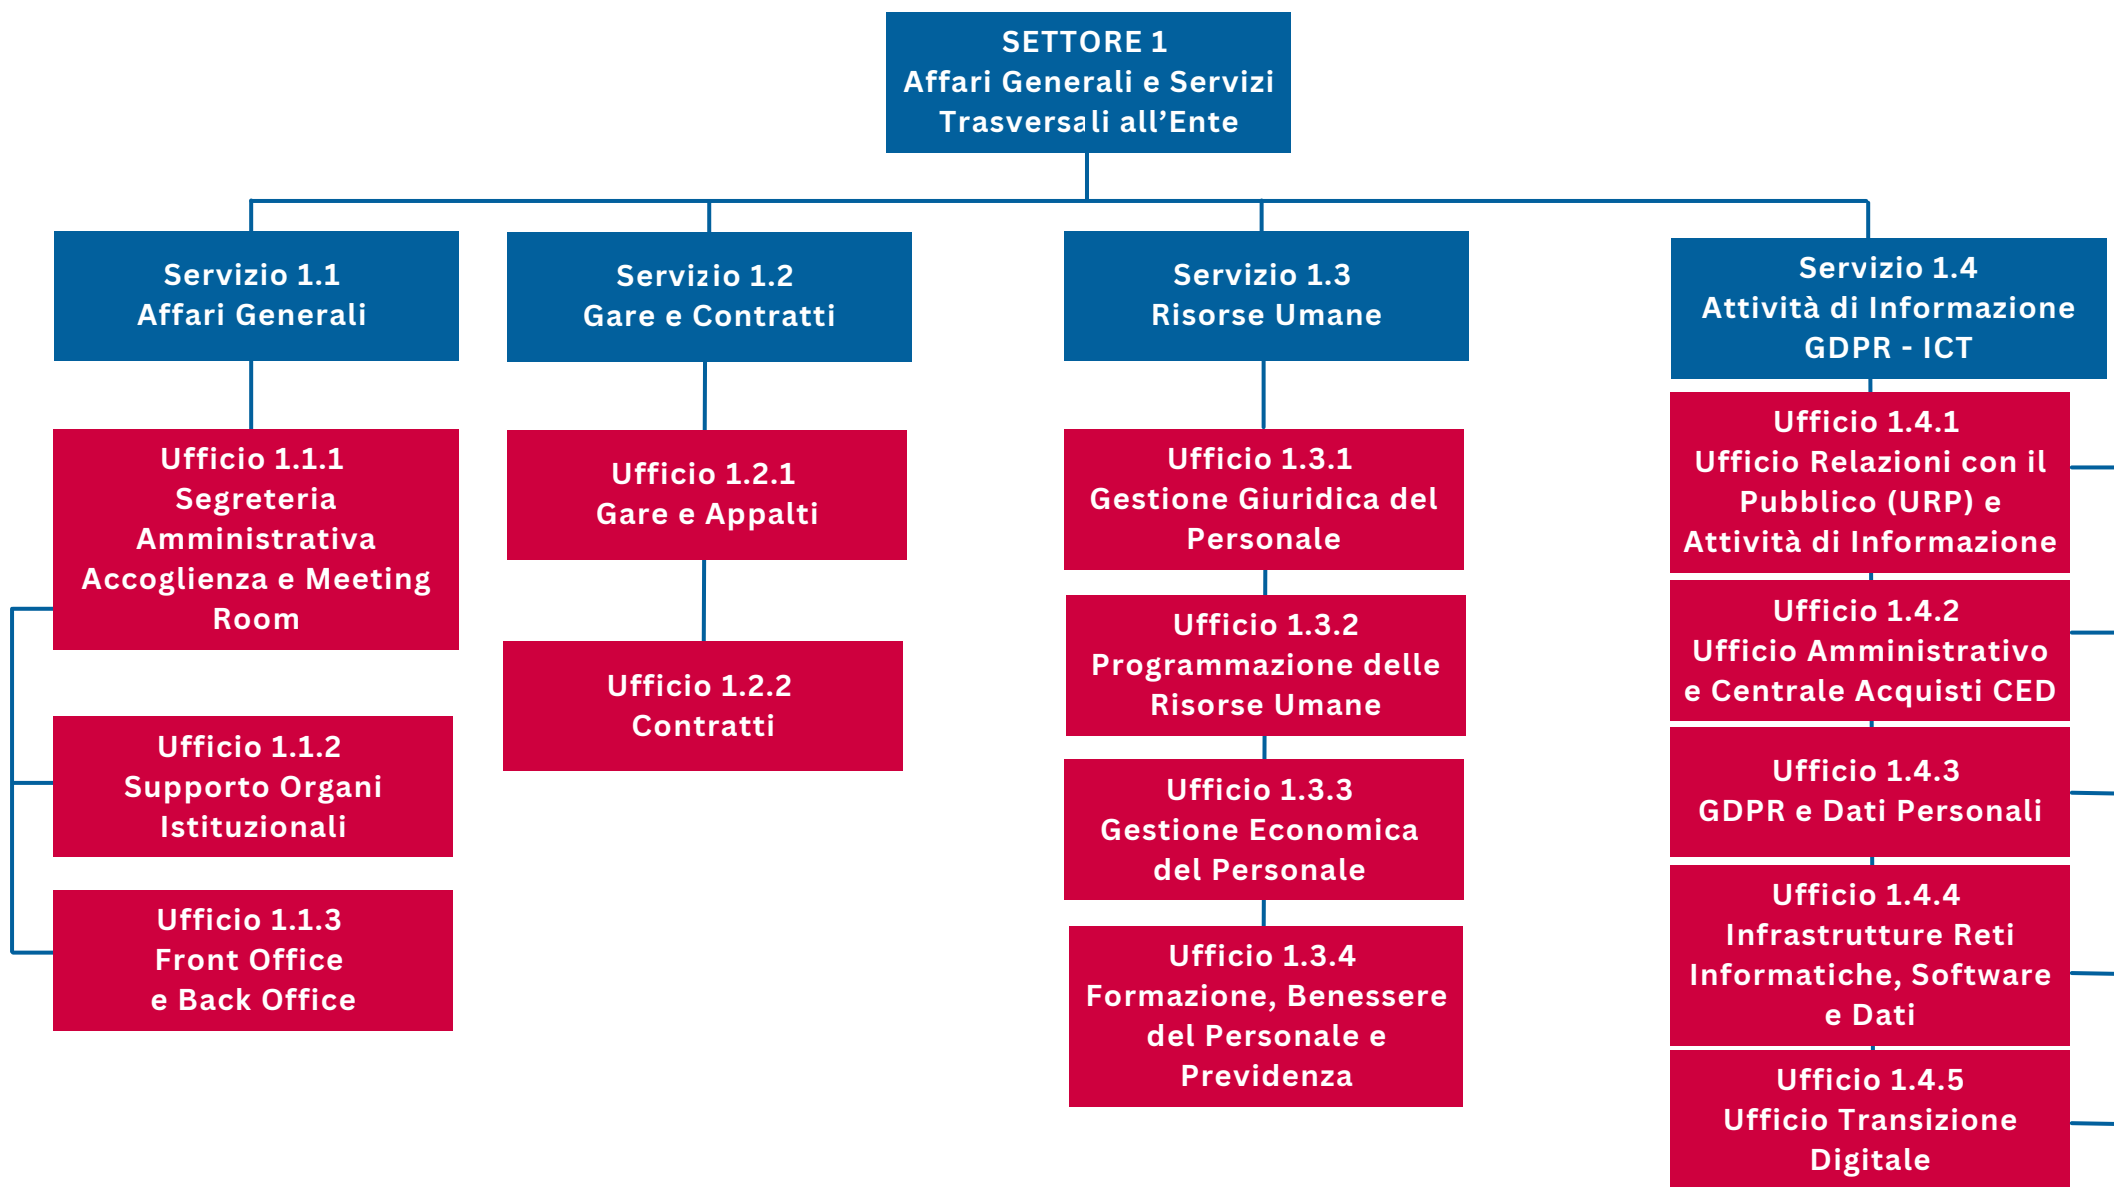 SETTORE 1
Affari Generali e Servizi
Trasversali all’Ente
Servizio 1.1
Affari Generali
Ufficio 1.1.1
Segreteria
Amministrativa
Accoglienza e Meeting
Room
Ufficio 1.1.2
Supporto Organi
Istituzionali
Ufficio 1.1.3
Front Office
e Back Office
Servizio 1.2
Gare e Contratti
Ufficio 1.2.1
Gare e Appalti
Ufficio 1.2.2
Contratti
Servizio 1.3
Risorse Umane
Ufficio 1.3.1
Gestione Giuridica del
Personale
Ufficio 1.3.2
Programmazione delle
Risorse Umane
Ufficio 1.3.3
Gestione Economica
del Personale
Ufficio 1.3.4
Formazione, Benessere
del Personale e
Previdenza
Servizio 1.4
Attività di Informazione
GDPR - ICT
Ufficio 1.4.1
Ufficio Relazioni con il
Pubblico (URP) e
Attività di Informazione
Ufficio 1.4.2
Ufficio Amministrativo
e Centrale Acquisti CED
Ufficio 1.4.3
GDPR e Dati Personali
Ufficio 1.4.4
Infrastrutture Reti
Informatiche, Software
e Dati
Ufficio 1.4.5
Ufficio Transizione
Digitale